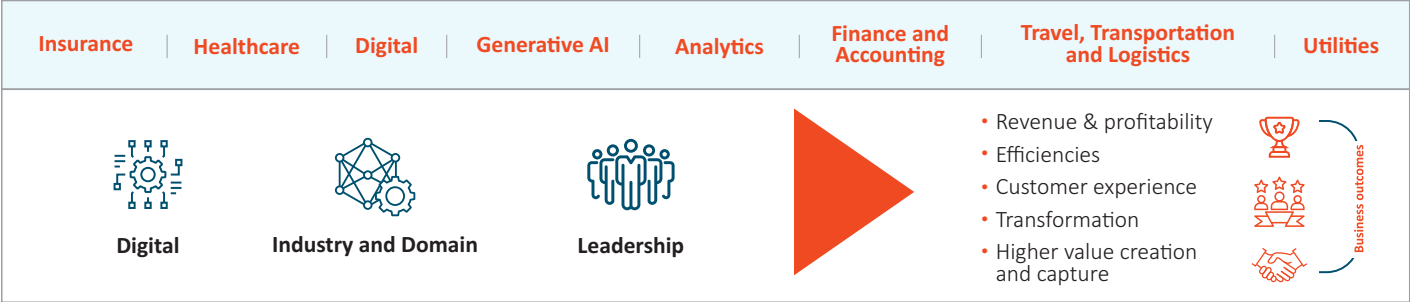 Insurance
Healthcare
Digital
Generative AI
Analytics
Finance and
Accounting
Travel, Transportation
and Logistics
Utilities
Digital
Industry and Domain
Leadership
• Revenue & profitability
• Efficiencies
• Customer experience
• Transformation
• Higher value creation
and capture
Business outcomes